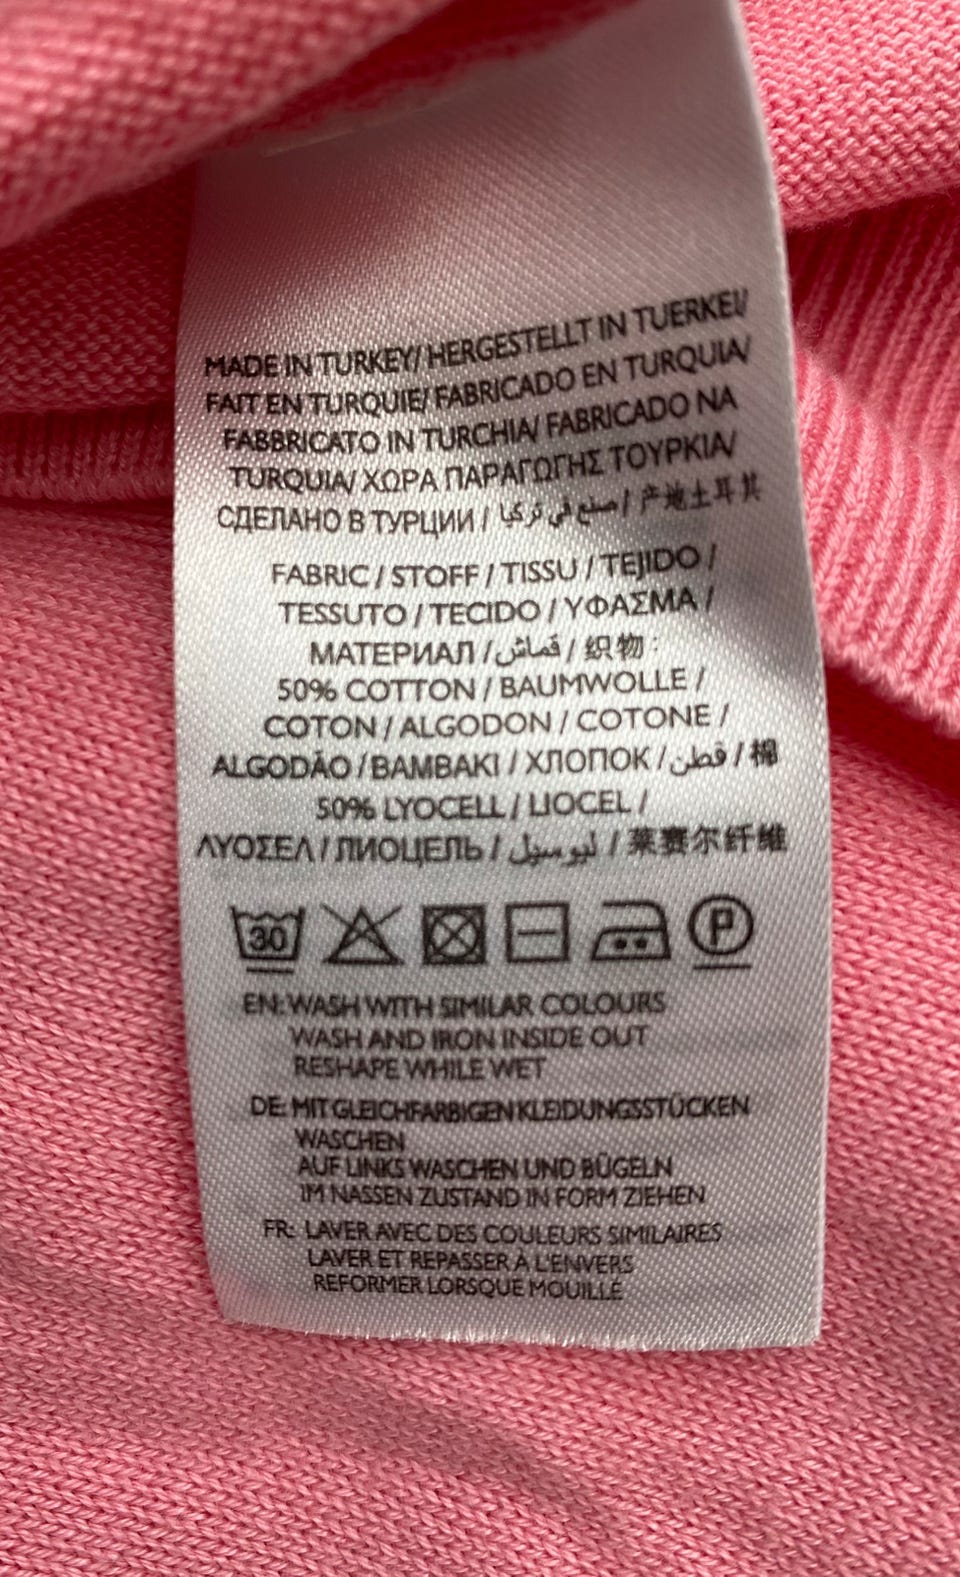 MADE IN TURKEY/ HERGESTELLT IN TUERKEI/
FAIT EN TURQUIE/ FABRICADO EN TURQUIA/
FABBRICATO IN TURCHIA/ FABRICADO NA
TURQUIA/ ΧΩΡΑ ΠΑΡΑΓΩΓΗΣ ΤΟΥΡΚΙΑ/
СДЕЛАНО В ТУРЦИИ / صنع في تركيا / 产地土耳其
FABRIC / STOFF / TISSU / TEJIDO /
TESSUTO / TECIDO / ΥΦΑΣΜΑ /
МАТЕРИАЛ / قماش / 织物 :
50% COTTON / BAUMWOLLE /
COTON / ALGODON / COTONE /
ALGODÃO / BAMBAKI / ХЛОПОК / قطن / 棉
50% LYOCELL / LIOCEL /
ΛΥΟΣΕΛ / ЛИОЦЕЛЬ / ليوسيل / 莱赛尔纤维
30 P
EN: WASH WITH SIMILAR COLOURS
WASH AND IRON INSIDE OUT
RESHAPE WHILE WET
DE: MIT GLEICHFARBIGEN KLEIDUNGSSTÜCKEN
WASCHEN
AUF LINKS WASCHEN UND BÜGELN
IM NASSEN ZUSTAND IN FORM ZIEHEN
FR: LAVER AVEC DES COULEURS SIMILAIRES
LAVER ET REPASSER À L'ENVERS
REFORMER LORSQUE MOUILLÉ